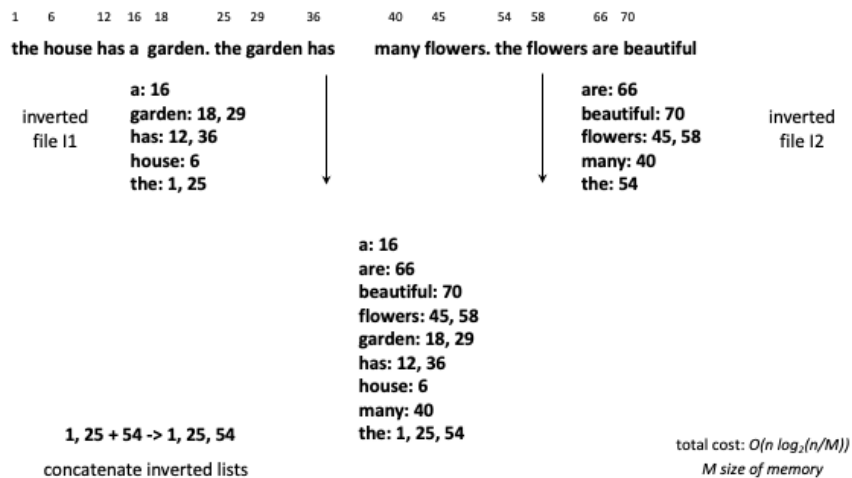 1 6 12 16 18 25 29 36 40 45 54 58 66 70
the house has a garden. the garden has many flowers. the flowers are beautiful
inverted
file I1
a: 16
garden: 18, 29
has: 12, 36
house: 6
the: 1, 25
are: 66
beautiful: 70
flowers: 45, 58
many: 40
the: 54
inverted
file I2
a: 16
are: 66
beautiful: 70
flowers: 45, 58
garden: 18, 29
has: 12, 36
house: 6
many: 40
the: 1, 25, 54
1, 25 + 54 -> 1, 25, 54
concatenate inverted lists
total cost: O(n log₂(n/M))
M size of memory